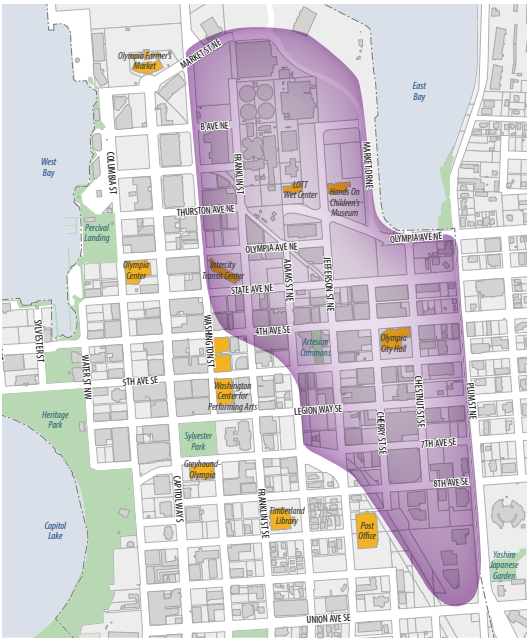 MARKET ST NE
Olympia Farmer's
Market
East
Bay
B AVE NE
West
Bay
COLUMBIA ST
FRANKLIN ST
MARKET DR NE
LOTT
Wet Center
Hands On
Children's
Museum
THURSTON AVE NE
Percival
Landing
OLYMPIA AVE NE
OLYMPIA AVE NE
Olympia
Center
Intercity
Transit Center
ADAMS ST NE
JEFFERSON ST NE
STATE AVE NE
SYLVESTER ST
WASHINGTON ST
4TH AVE SE
Artesian
Commons
Olympia
City Hall
WATER ST NW
5TH AVE SE
Washington
Center for
Performing Arts
CHESTNUT ST SE
PLUM ST NE
Heritage
Park
LEGION WAY SE
CHERRY ST SE
Sylvester
Park
7TH AVE SE
Greyhound-
Olympia
8TH AVE SE
CAPITOL WAY S
FRANKLIN ST SE
Timberland
Library
Capitol
Lake
Post
Office
Yashiro
Japanese
Garden
UNION AVE SE